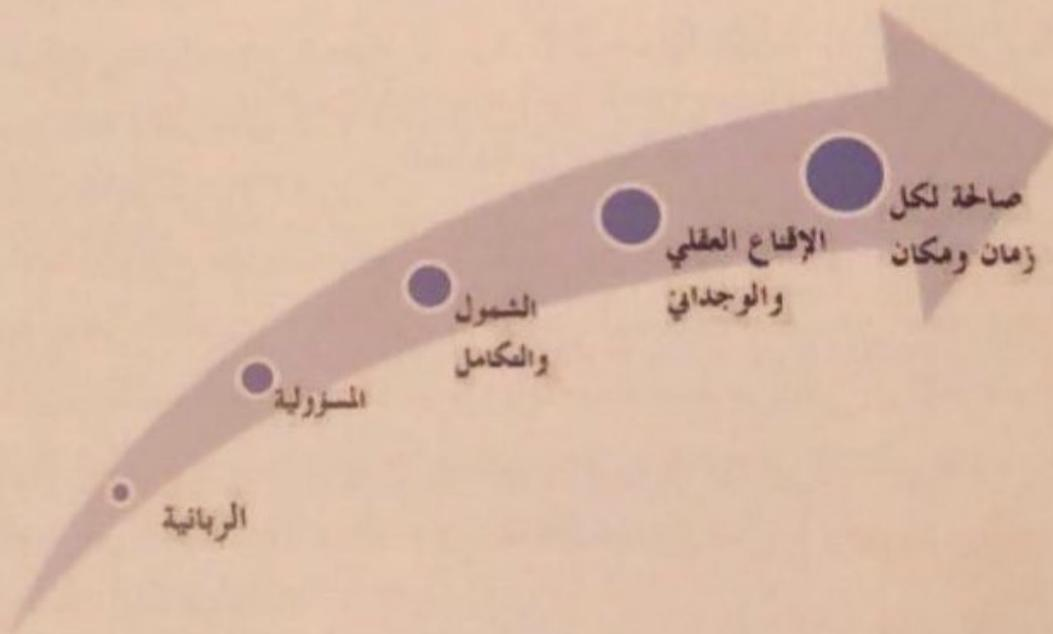 صالحة لكل
زمان ومكان
الإقناع العقلي
والوجداني
الشمول
والتكامل
المسؤولية
الربانية